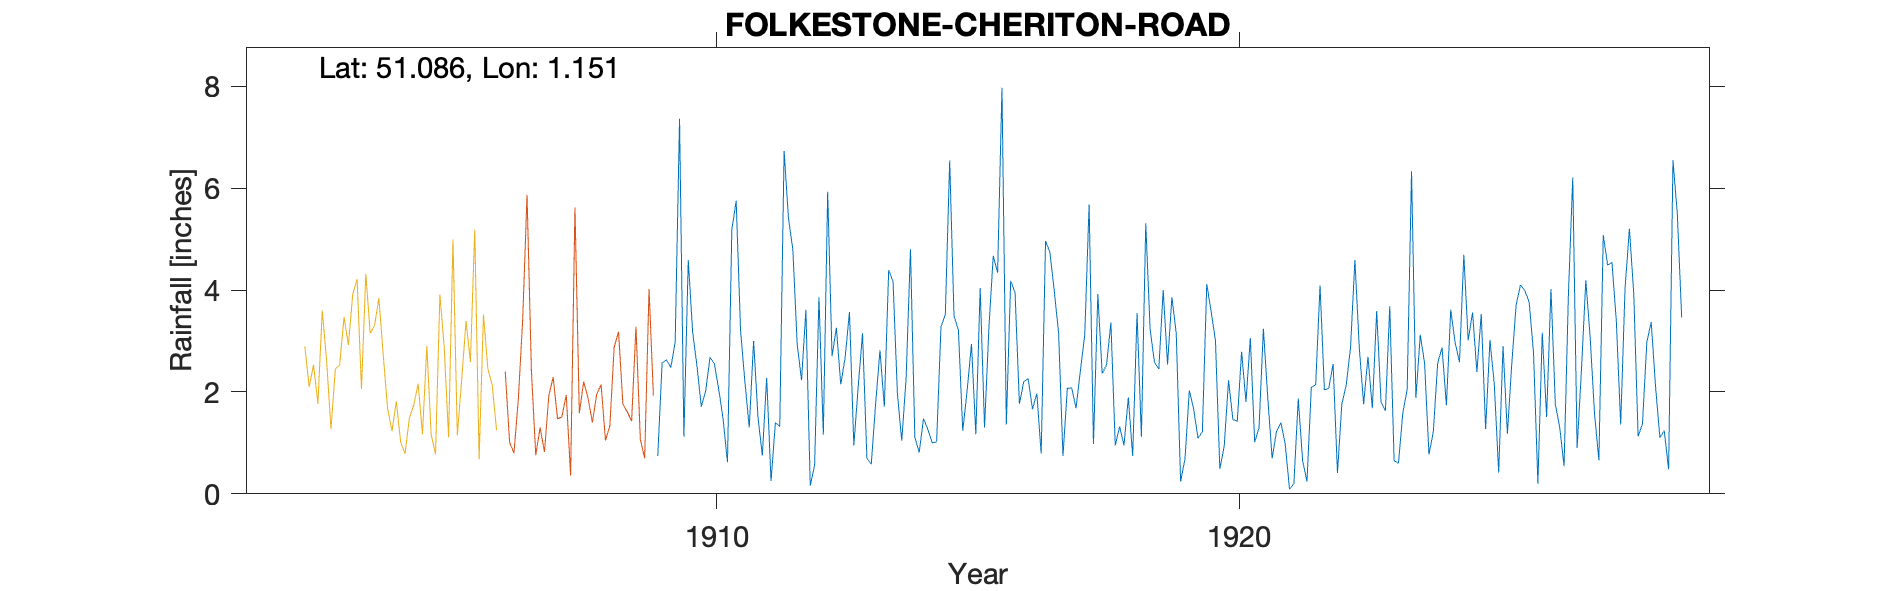 FOLKESTONE-CHERITON-ROAD
Lat: 51.086, Lon: 1.151
Rainfall [inches]
8
6
4
2
0
1910 1920
Year